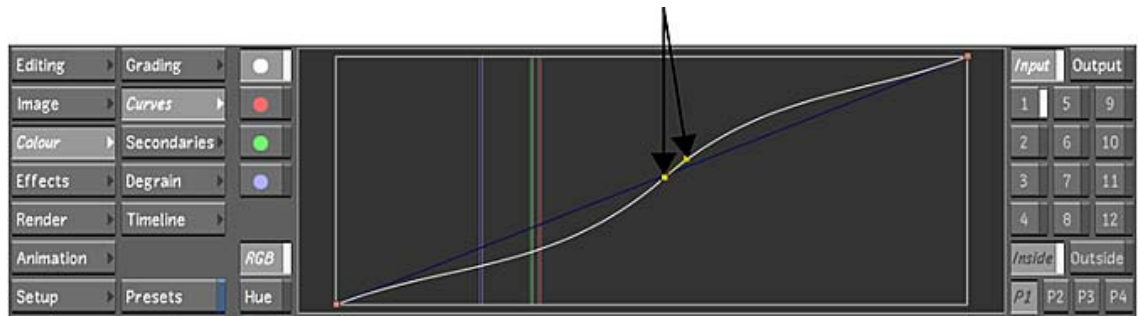 Editing Grading Input Output
Image Curves 1 5 9
Colour Secondaries 2 6 10
Effects Degrain 3 7 11
Render Timeline 4 8 12
Animation RGB Inside Outside
Setup Presets Hue P1 P2 P3 P4